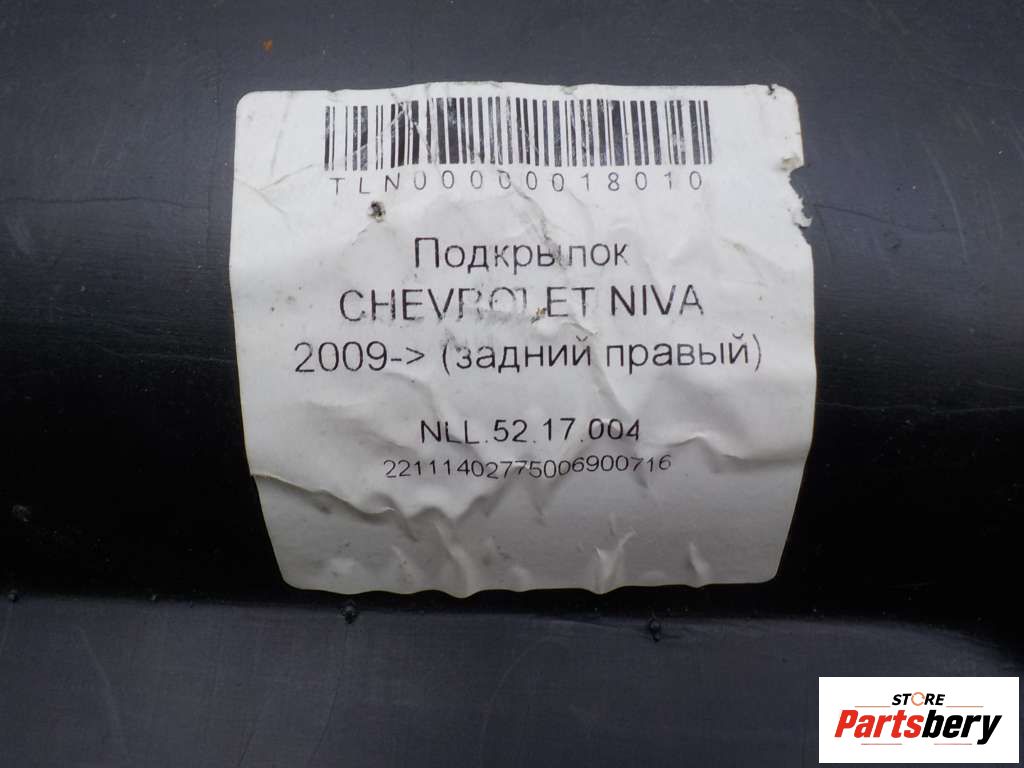 TLN00000018010
Подкрылок
CHEVROLET NIVA
2009-> (задний правый)
NLL.52.17.004
22111402775006900716
STORE
Partsbery